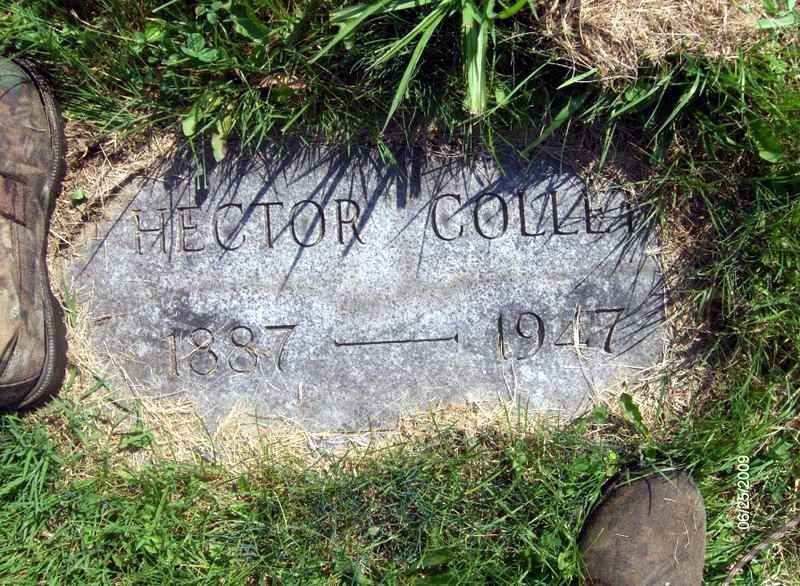 HECTOR COLLET
1887 — 1947
06/25/2009